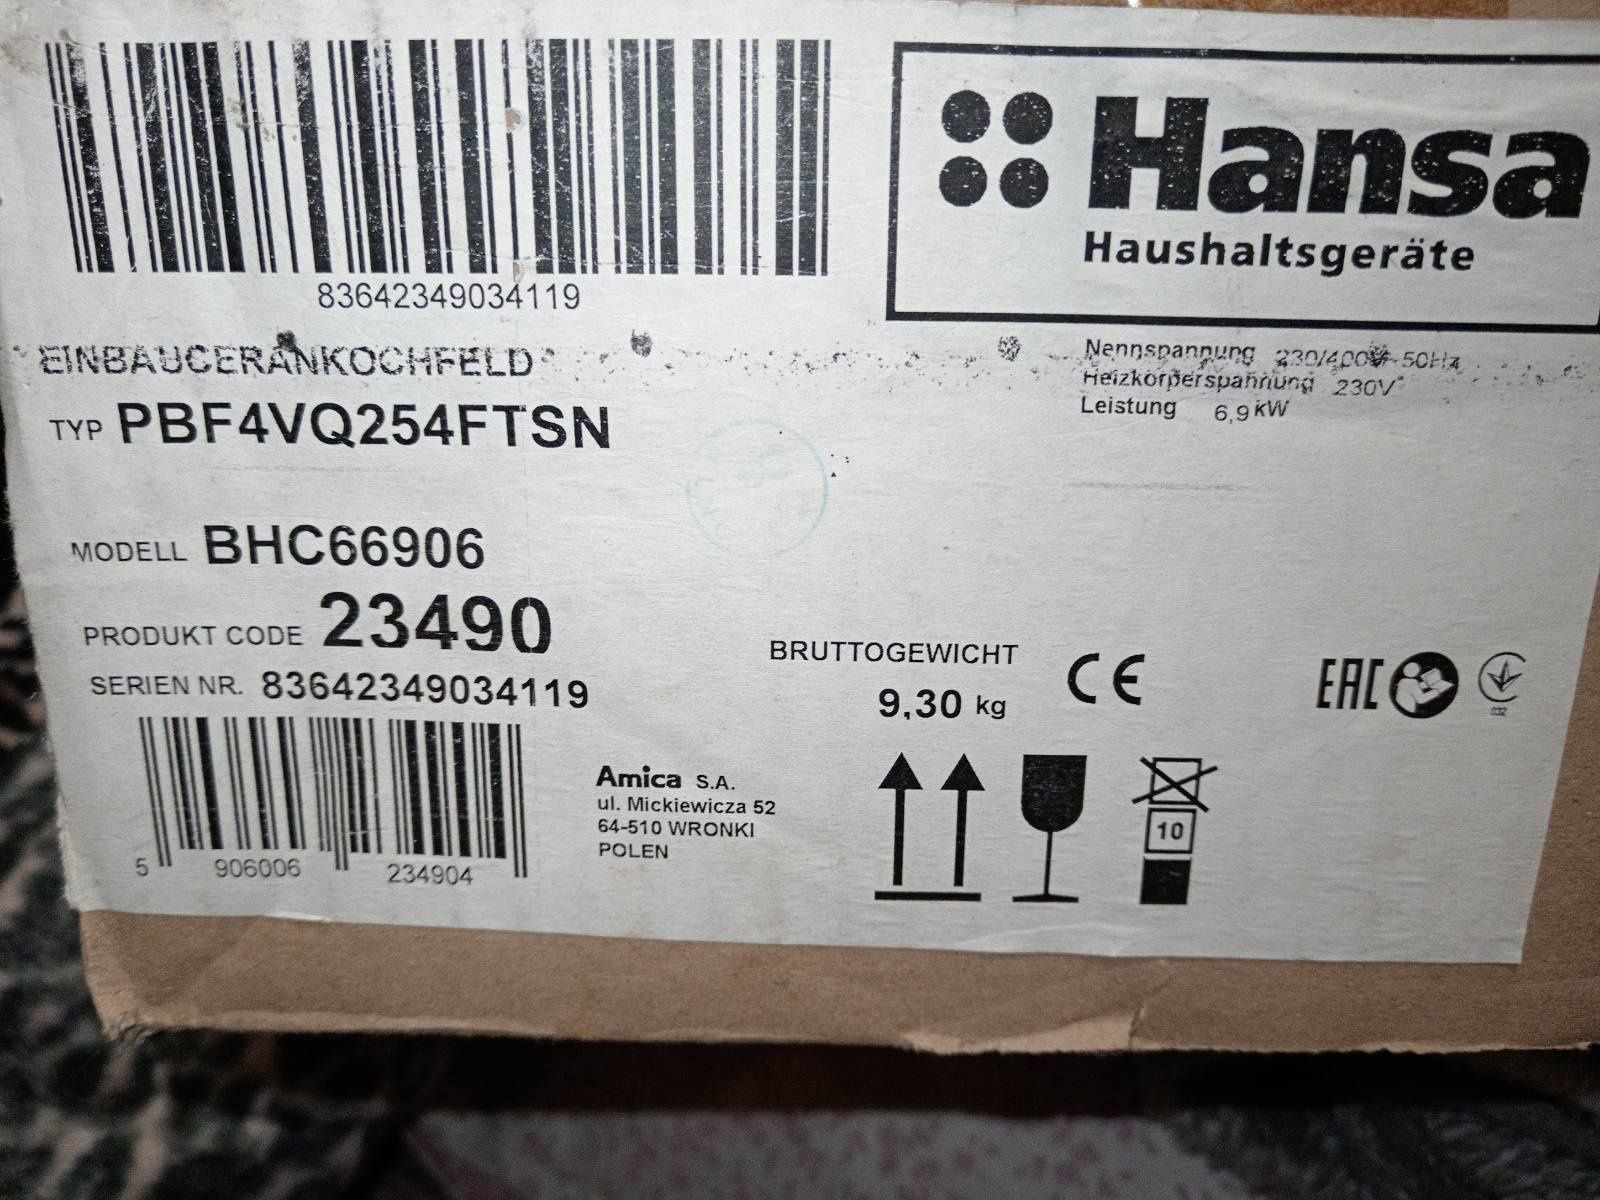 83642349034119
Hansa
Haushaltsgeräte
EINBAUCERANKOCHFELD
TYP PBF4VQ254FTSN
Nennspannung 230/400V~50Hz
Heizkörperspannung 230V~
Leistung 6,9 kW
MODELL BHC66906
PRODUKT CODE 23490
SERIEN NR. 83642349034119
BRUTTOGEWICHT
9,30 kg
CE
EAC
032
5 906006 234904
Amica S.A.
ul. Mickiewicza 52
64-510 WRONKI
POLEN
10